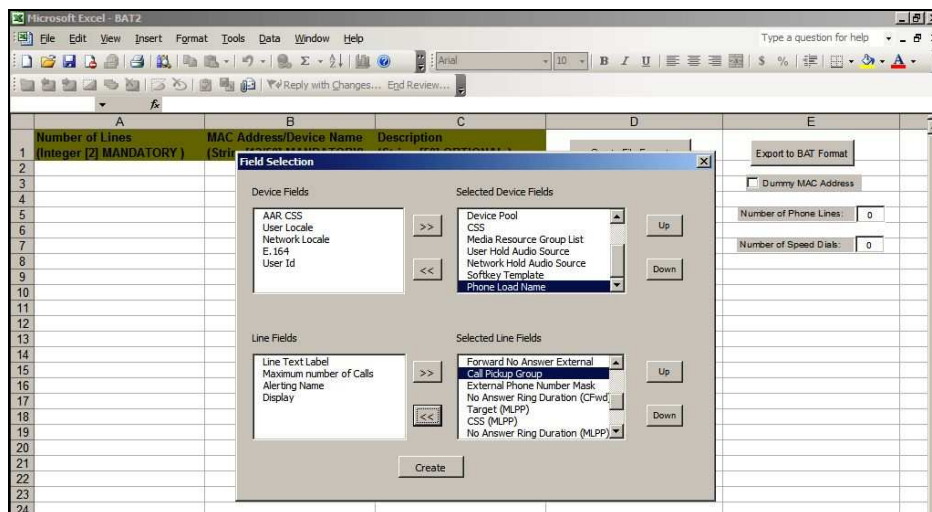 Microsoft Excel - BAT2
File Edit View Insert Format Tools Data Window Help
Type a question for help
Arial 10 B I U $ %
Reply with Changes... End Review...
fx
A B C D E
Number of Lines MAC Address/Device Name Description
1 (Integer [2] MANDATORY )
Export to BAT Format
Dummy MAC Address
Number of Phone Lines: 0
Number of Speed Dials: 0
2
3
4
5
6
7
8
9
10
11
12
13
14
15
16
17
18
19
20
21
22
23
24
Field Selection
Device Fields
AAR CSS
User Locale
Network Locale
E.164
User Id
>>
<<
Selected Device Fields
Device Pool
CSS
Media Resource Group List
User Hold Audio Source
Network Hold Audio Source
Softkey Template
Phone Load Name
Up
Down
Line Fields
Line Text Label
Maximum number of Calls
Alerting Name
Display
>>
<<
Selected Line Fields
Forward No Answer External
Call Pickup Group
External Phone Number Mask
No Answer Ring Duration (CFwd
Target (MLPP)
CSS (MLPP)
No Answer Ring Duration (MLPP)
Up
Down
Create